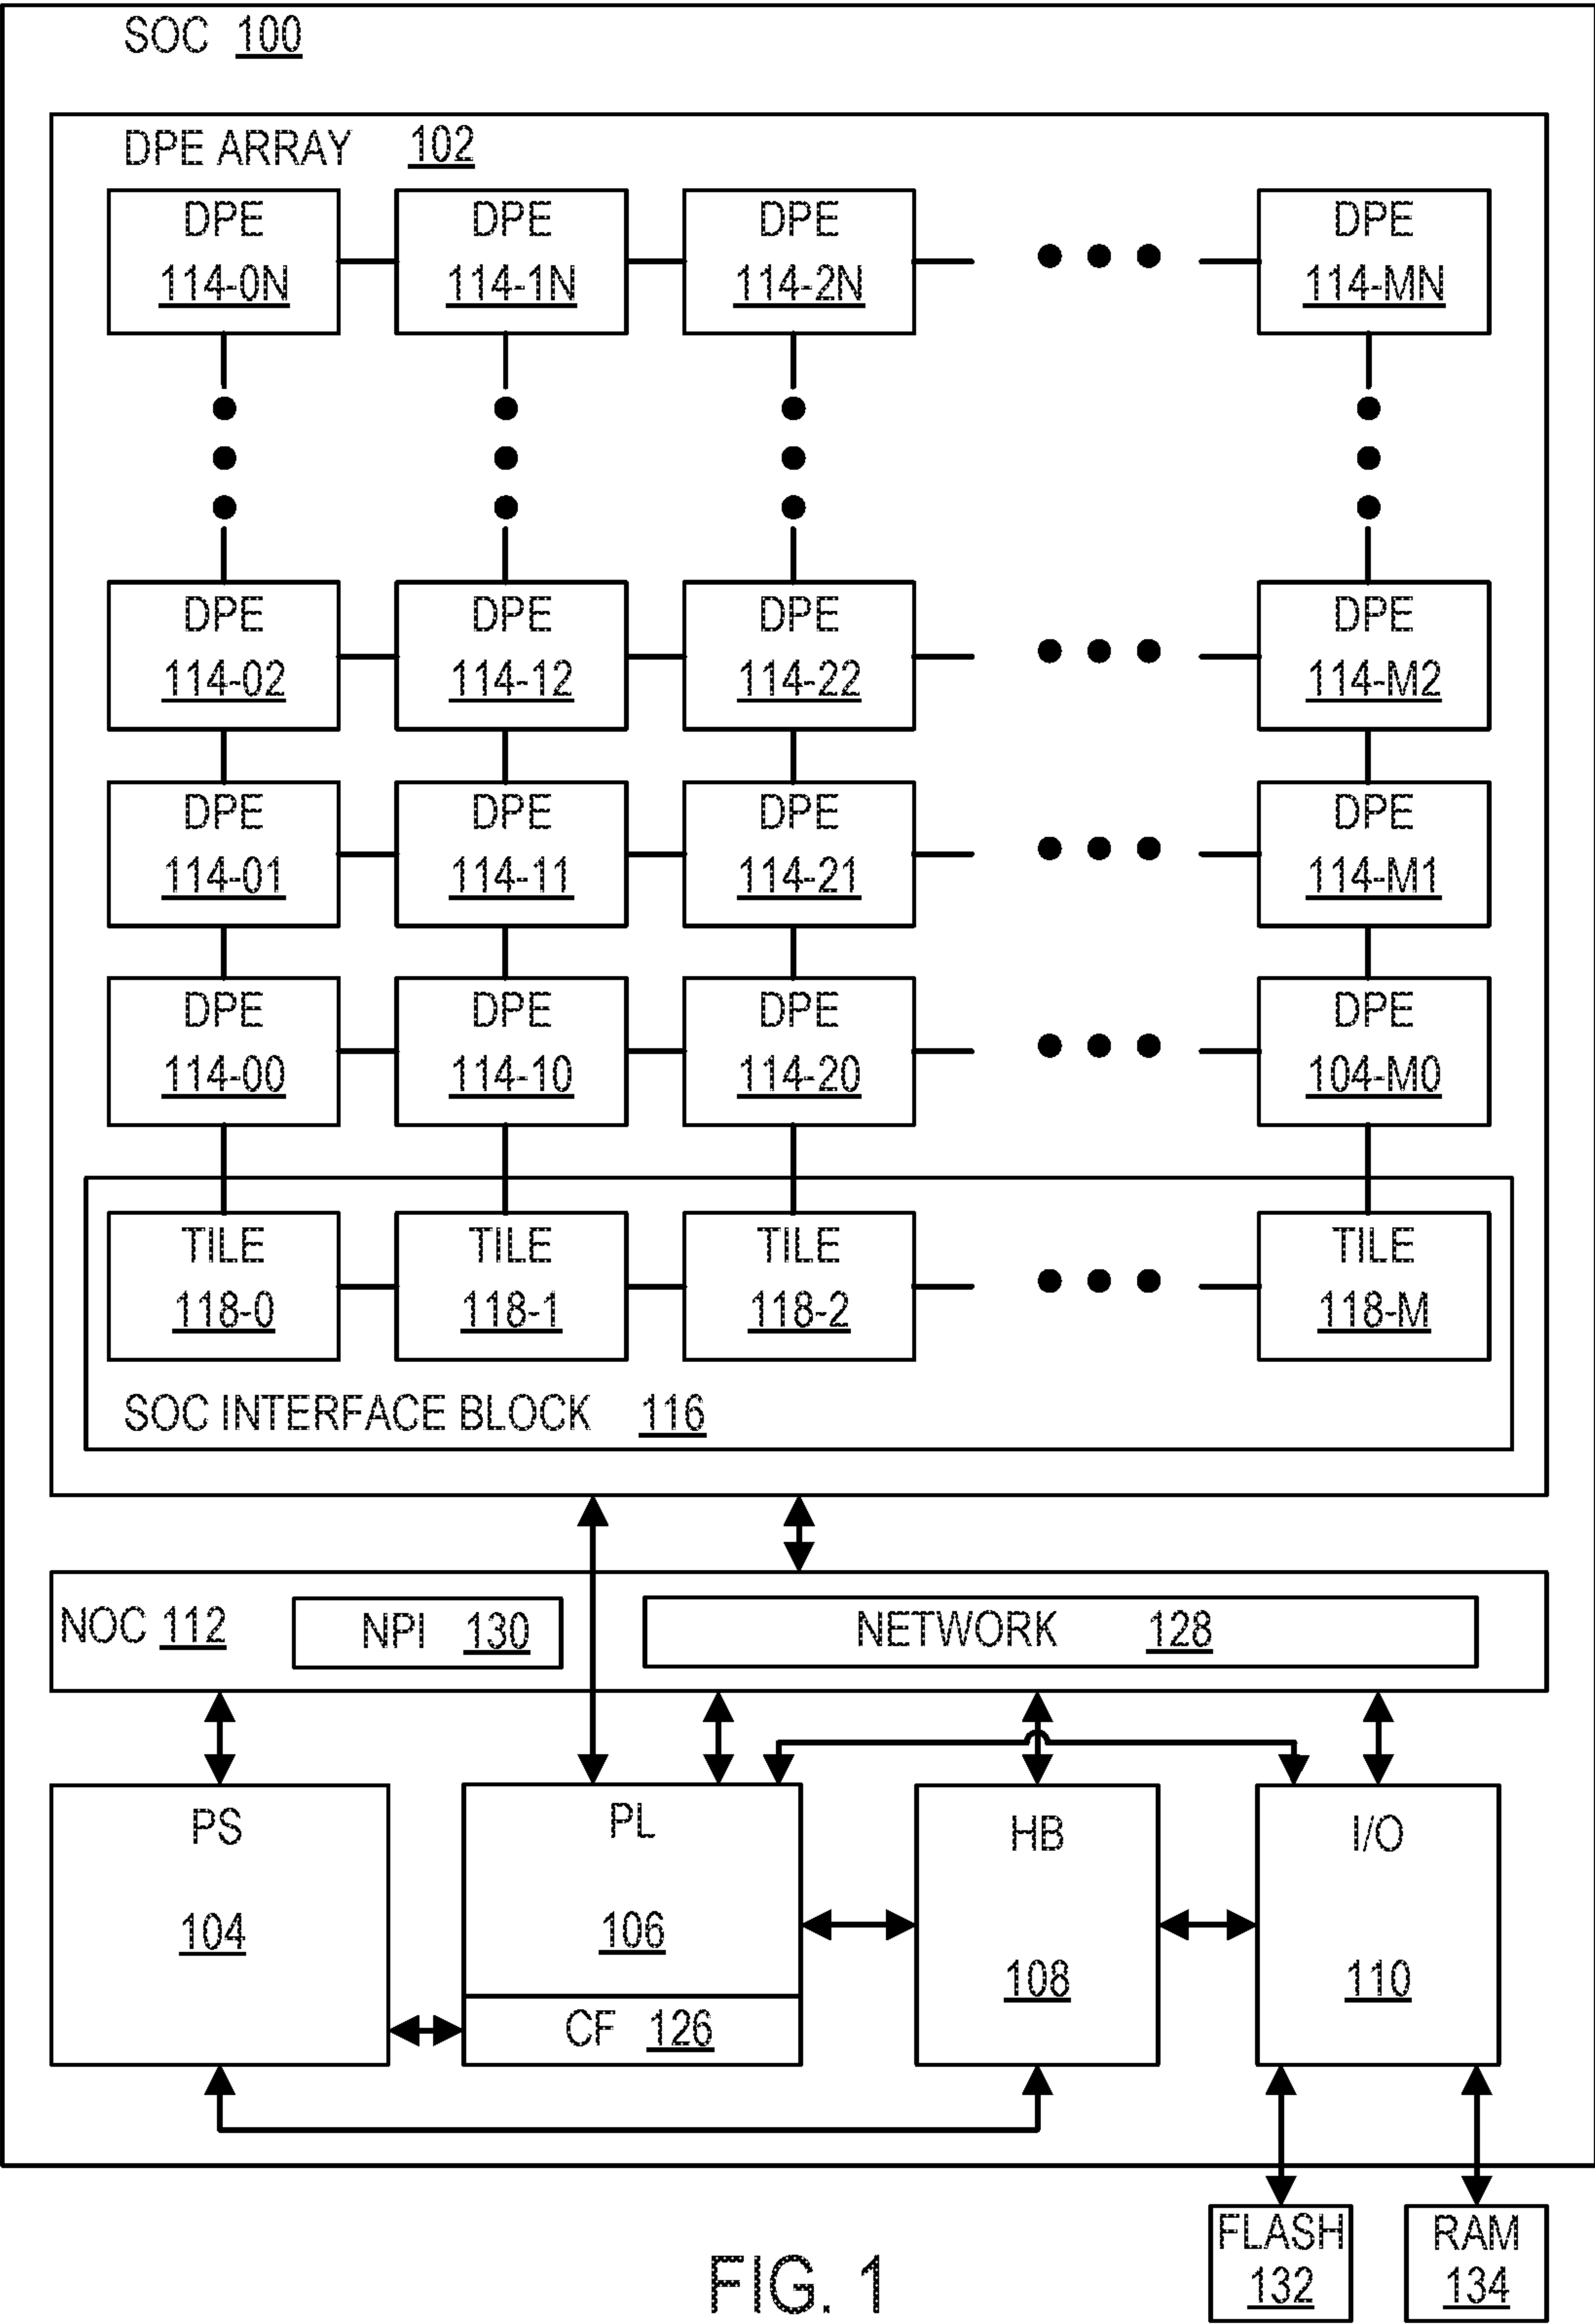 SOC 100
DPE ARRAY 102
DPE DPE DPE DPE
114-0N 114-1N 114-2N 114-MN
DPE DPE DPE DPE
114-02 114-12 114-22 114-M2
DPE DPE DPE DPE
114-01 114-11 114-21 114-M1
DPE DPE DPE DPE
114-00 114-10 114-20 104-M0
TILE TILE TILE TILE
118-0 118-1 118-2 118-M
SOC INTERFACE BLOCK 116
NOC 112 NPI 130 NETWORK 128
PS PL HB I/O
104 106 108 110
CF 126
FLASH RAM
132 134
FIG. 1